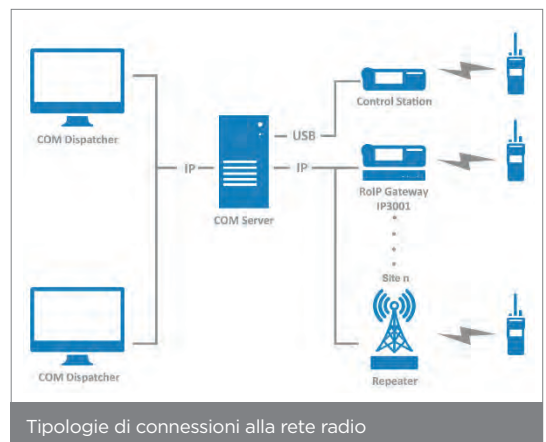 COM Dispatcher
IP
COM Server
USB
IP
Control Station
RoIP Gateway
IP3001
Site n
COM Dispatcher
Repeater
Tipologie di connessioni alla rete radio